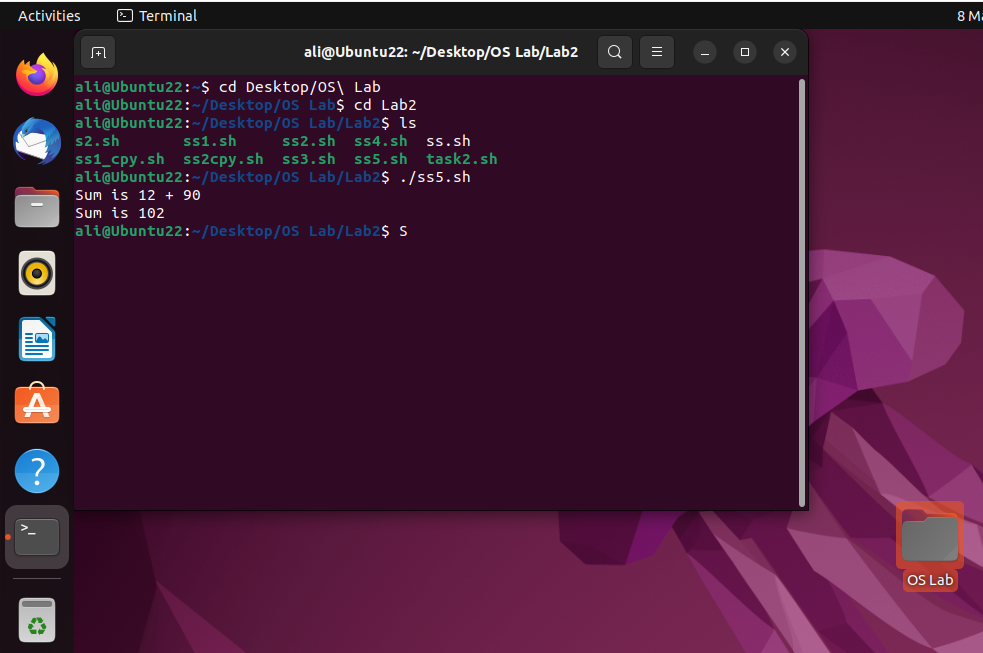 Activities Terminal 8 Ma
ali@Ubuntu22: ~/Desktop/OS Lab/Lab2
ali@Ubuntu22:~$ cd Desktop/OS\ Lab
ali@Ubuntu22:~/Desktop/OS Lab$ cd Lab2
ali@Ubuntu22:~/Desktop/OS Lab/Lab2$ ls
s2.sh ss1.sh ss2.sh ss4.sh ss.sh
ss1_cpy.sh ss2cpy.sh ss3.sh ss5.sh task2.sh
ali@Ubuntu22:~/Desktop/OS Lab/Lab2$ ./ss5.sh
Sum is 12 + 90
Sum is 102
ali@Ubuntu22:~/Desktop/OS Lab/Lab2$ S
OS Lab